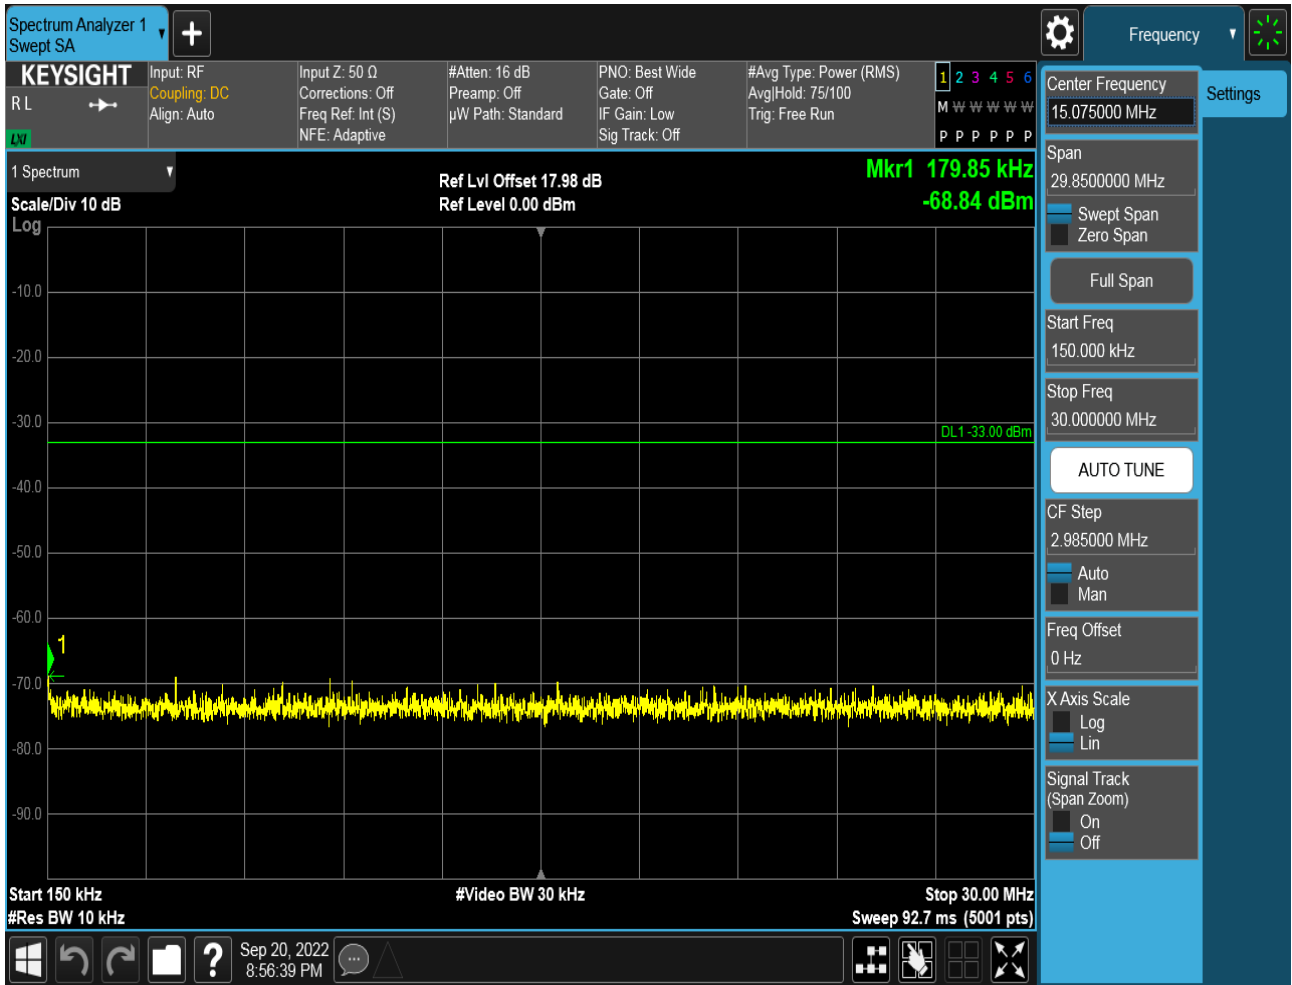 Spectrum Analyzer 1
Swept SA
Frequency
KEYSIGHT
R L
LXI
Input: RF
Coupling: DC
Align: Auto
Input Z: 50 Ω
Corrections: Off
Freq Ref: Int (S)
NFE: Adaptive
#Atten: 16 dB
Preamp: Off
µW Path: Standard
PNO: Best Wide
Gate: Off
IF Gain: Low
Sig Track: Off
#Avg Type: Power (RMS)
Avg|Hold: 75/100
Trig: Free Run
1 2 3 4 5 6
M W W W W W
P P P P P P
1 Spectrum
Scale/Div 10 dB
Log
Ref Lvl Offset 17.98 dB
Ref Level 0.00 dBm
Mkr1 179.85 kHz
-68.84 dBm
-10.0
-20.0
-30.0
DL1 -33.00 dBm
-40.0
-50.0
-60.0
1
-70.0
-80.0
-90.0
Start 150 kHz
#Video BW 30 kHz
Stop 30.00 MHz
#Res BW 10 kHz
Sweep 92.7 ms (5001 pts)
Center Frequency
15.075000 MHz
Settings
Span
29.8500000 MHz
Swept Span
Zero Span
Full Span
Start Freq
150.000 kHz
Stop Freq
30.000000 MHz
AUTO TUNE
CF Step
2.985000 MHz
Auto
Man
Freq Offset
0 Hz
X Axis Scale
Log
Lin
Signal Track
(Span Zoom)
On
Off
?
Sep 20, 2022
8:56:39 PM